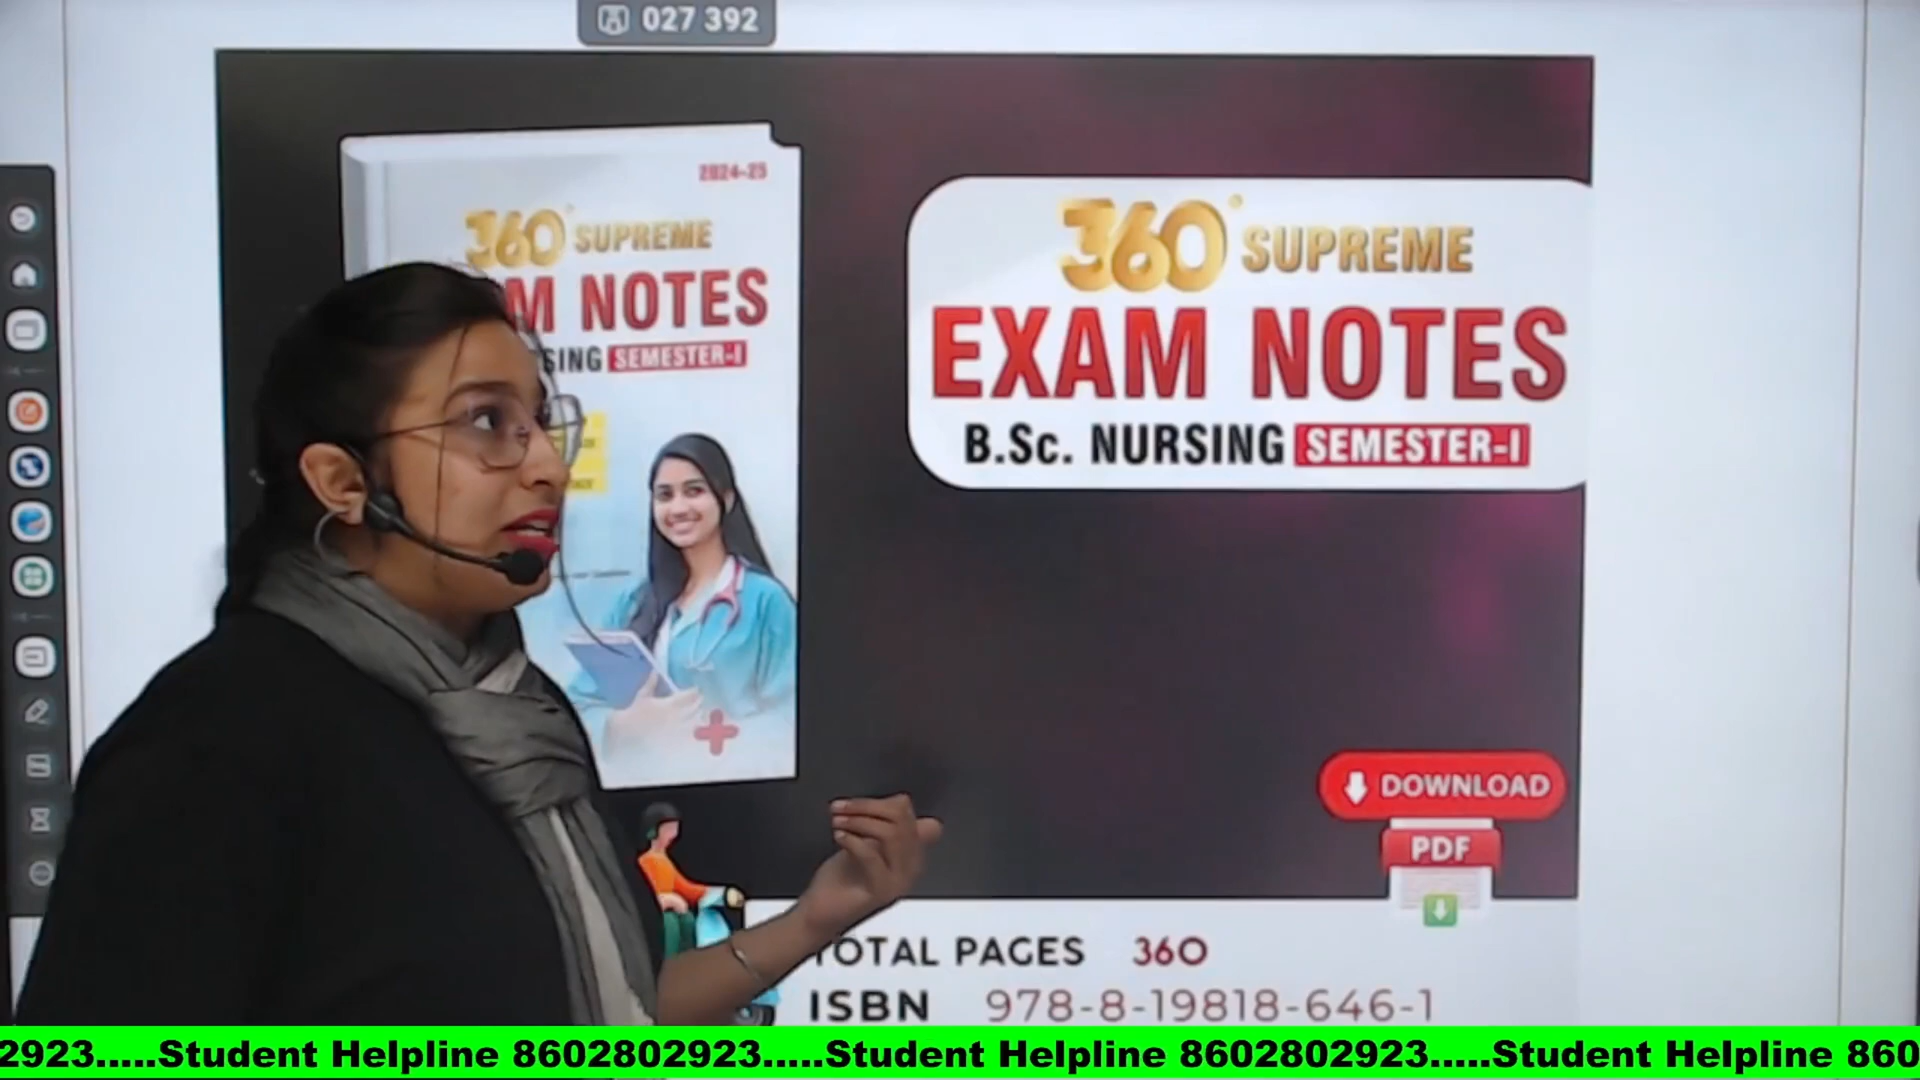 027 392
2024-25
360° SUPREME
M NOTES
SING SEMESTER-I
360° SUPREME
EXAM NOTES
B.Sc. NURSING SEMESTER-I
DOWNLOAD
PDF
TOTAL PAGES 360
ISBN 978-8-19818-646-1
2923.....Student Helpline 8602802923.....Student Helpline 8602802923.....Student Helpline 860